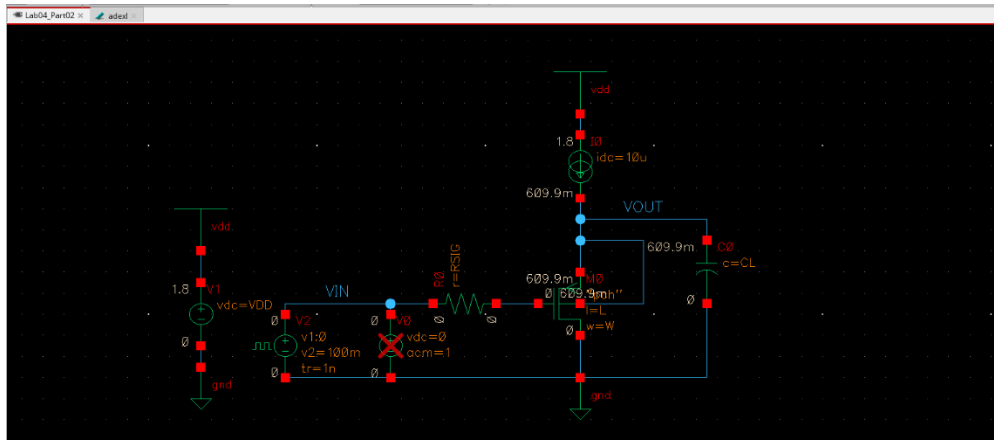 Lab04_Part02 ×
adexl ×
vdd
1.8
V1
vdc=VDD
0
gnd
VIN
0
V2
v1:0
v2=100m
tr=1n
0
0
V0
vdc=0
acm=1
0
R0
r=RSIG
0
0
vdd
1.8
I0
idc=10u
609.9m
VOUT
609.9m
M0
0
609.9m
l=L
w=W
0
gnd
609.9m
C0
c=CL
0